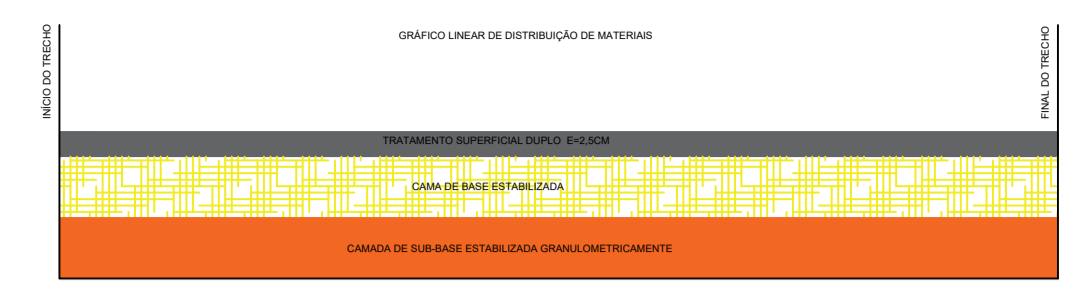 GRÁFICO LINEAR DE DISTRIBUIÇÃO DE MATERIAIS
INÍCIO DO TRECHO
FINAL DO TRECHO
TRATAMENTO SUPERFICIAL DUPLO E=2,5CM
CAMA DE BASE ESTABILIZADA
CAMADA DE SUB-BASE ESTABILIZADA GRANULOMETRICAMENTE